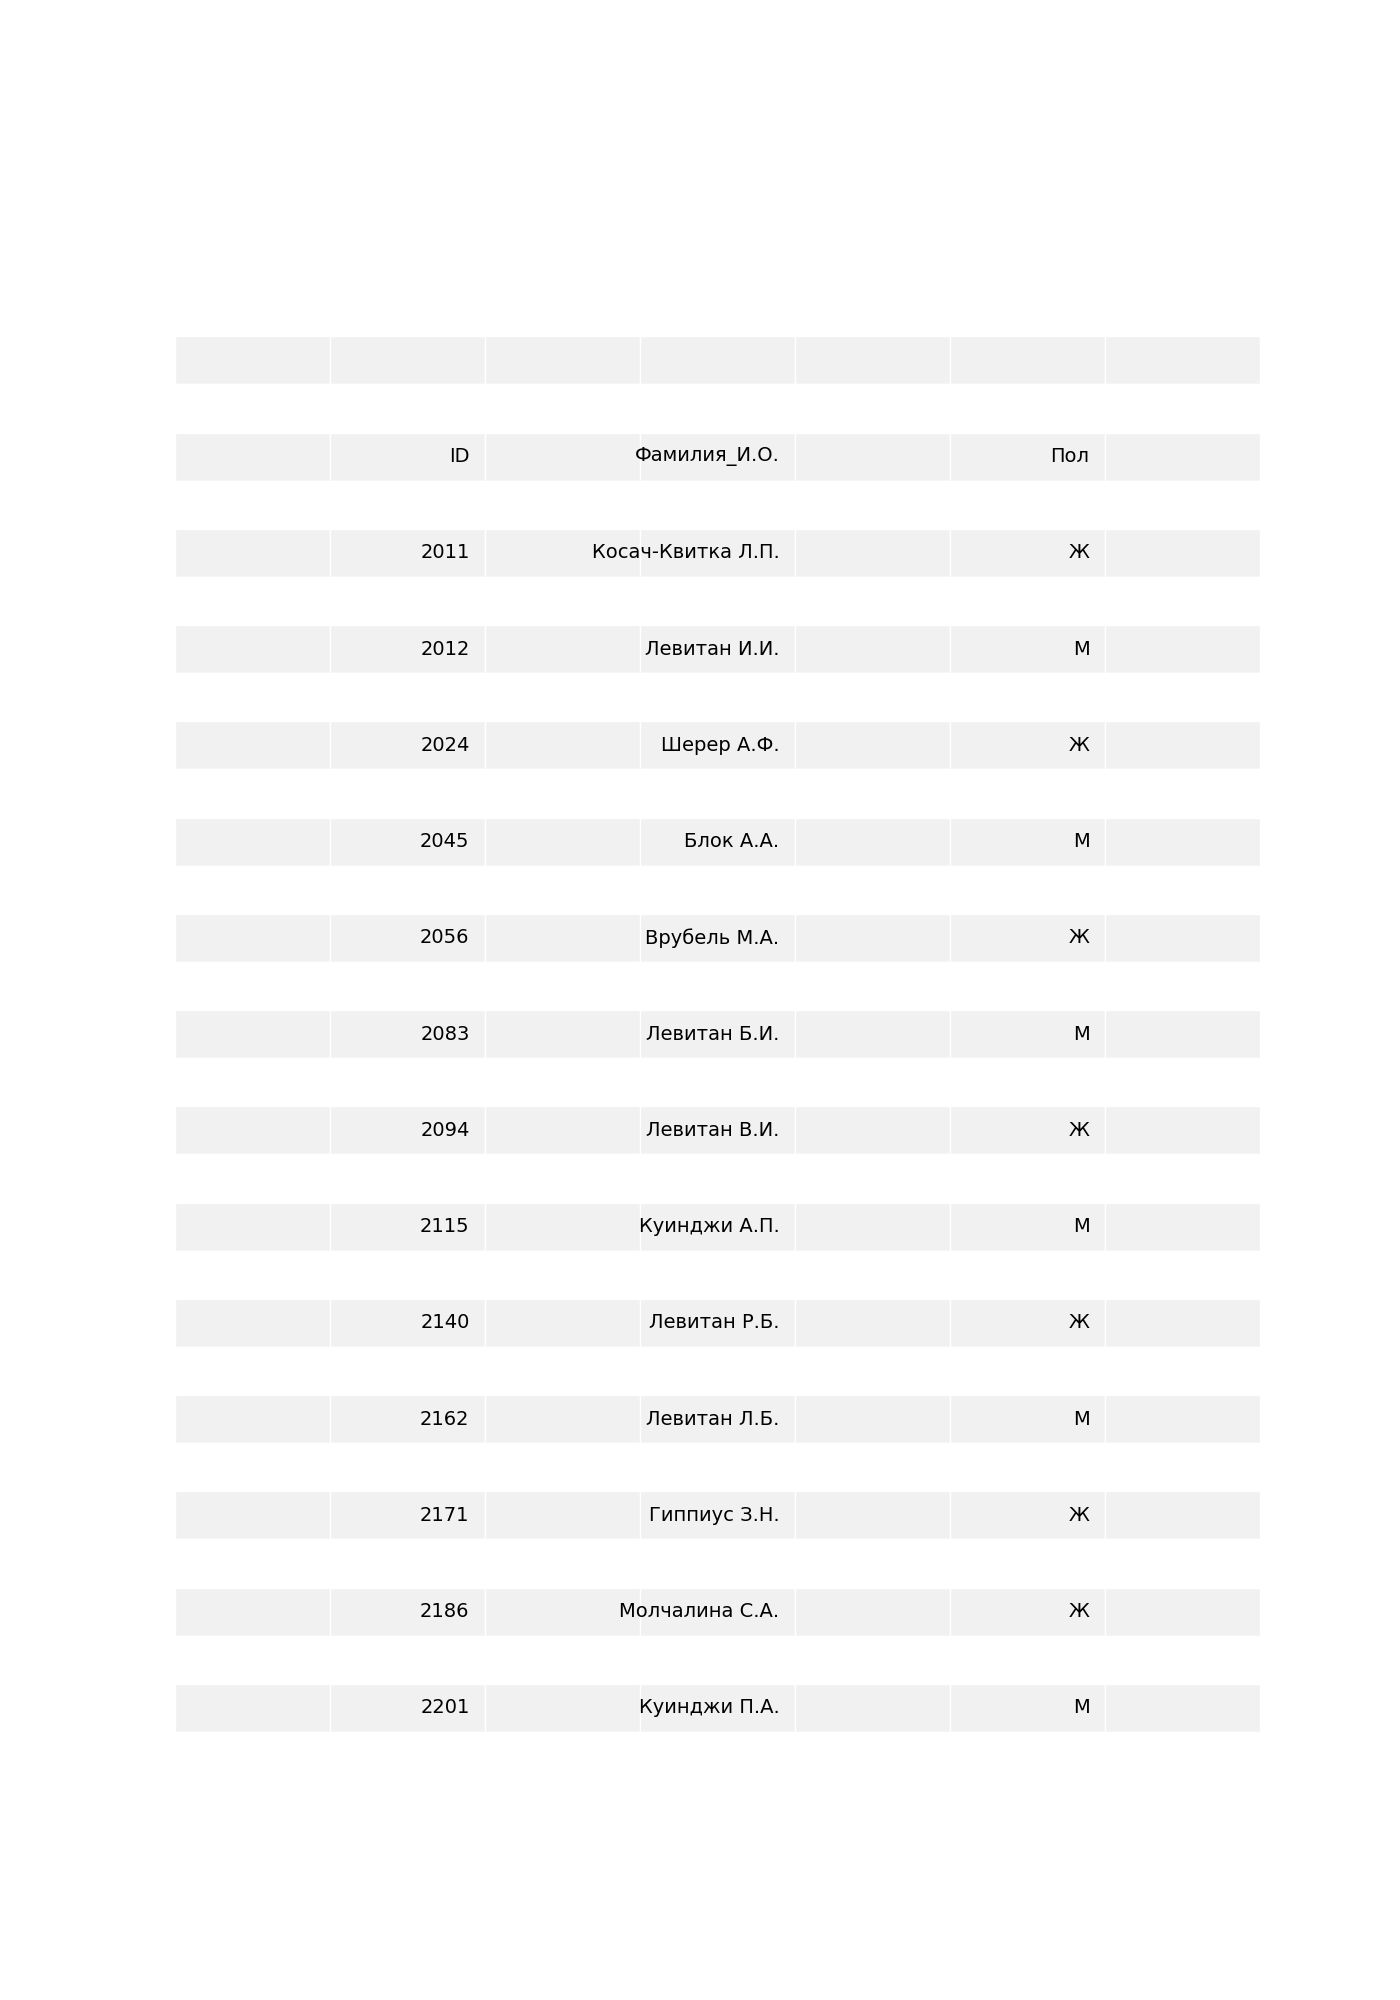 ID Фамилия_И.О. Пол
2011 Косач-Квитка Л.П. Ж
2012 Левитан И.И. М
2024 Шерер А.Ф. Ж
2045 Блок А.А. М
2056 Врубель М.А. Ж
2083 Левитан Б.И. М
2094 Левитан В.И. Ж
2115 Куинджи А.П. М
2140 Левитан Р.Б. Ж
2162 Левитан Л.Б. М
2171 Гиппиус З.Н. Ж
2186 Молчалина С.А. Ж
2201 Куинджи П.А. М